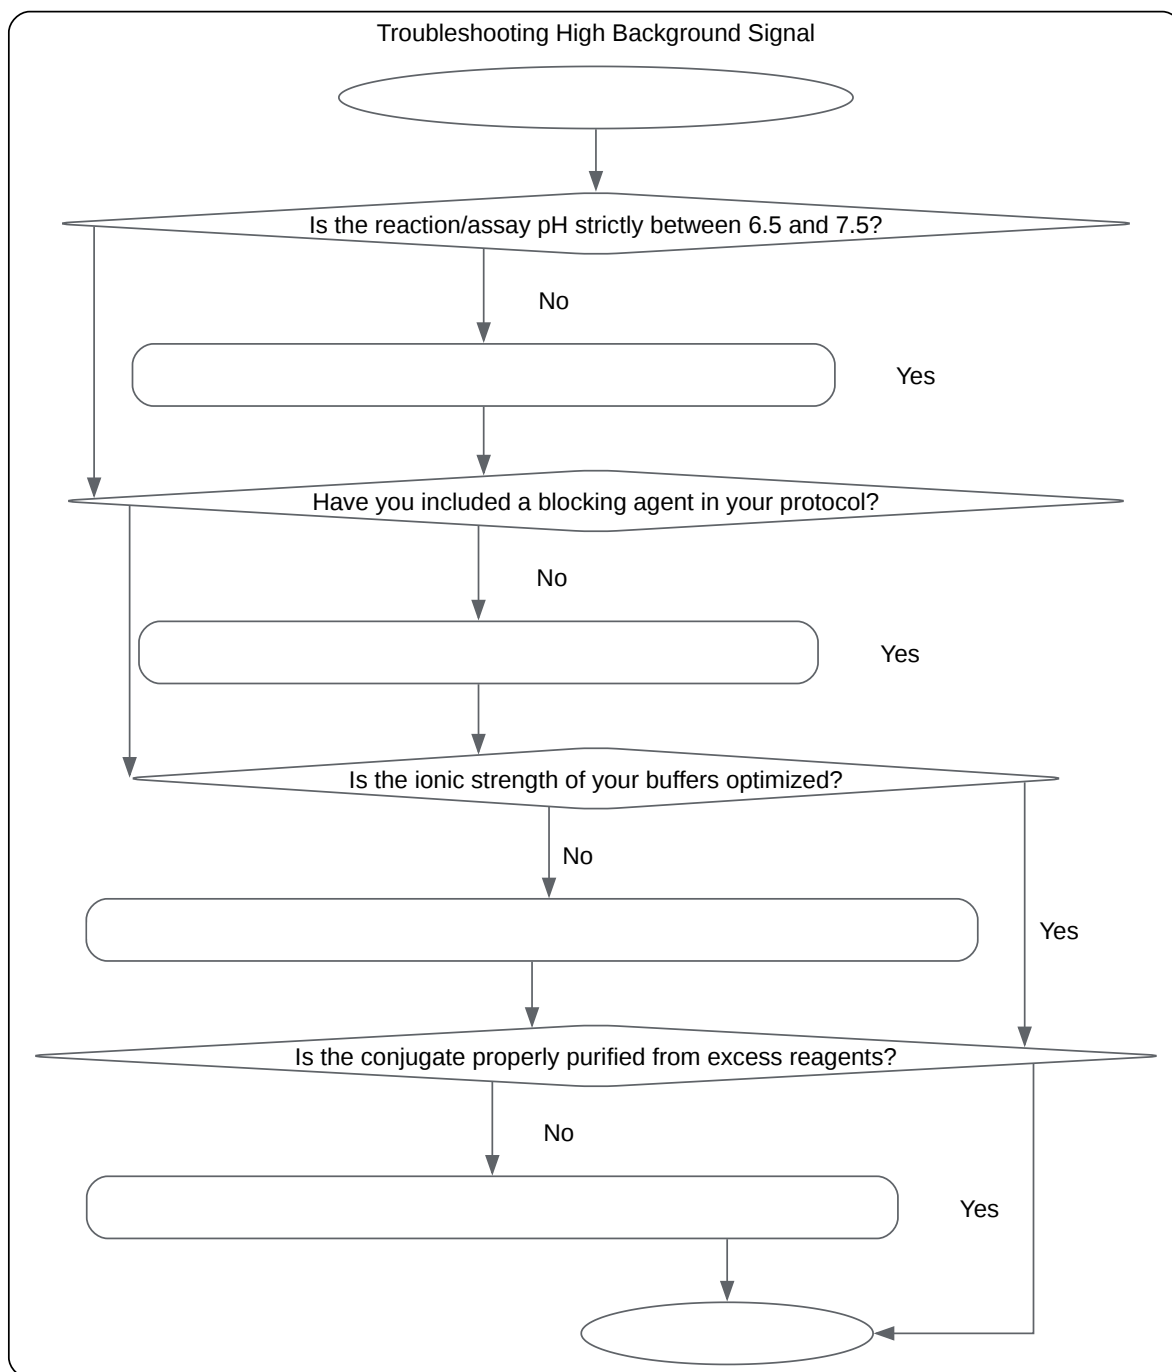 Troubleshooting High Background Signal
Is the reaction/assay pH strictly between 6.5 and 7.5?
No
Yes
Have you included a blocking agent in your protocol?
No
Yes
Is the ionic strength of your buffers optimized?
No
Yes
Is the conjugate properly purified from excess reagents?
No
Yes